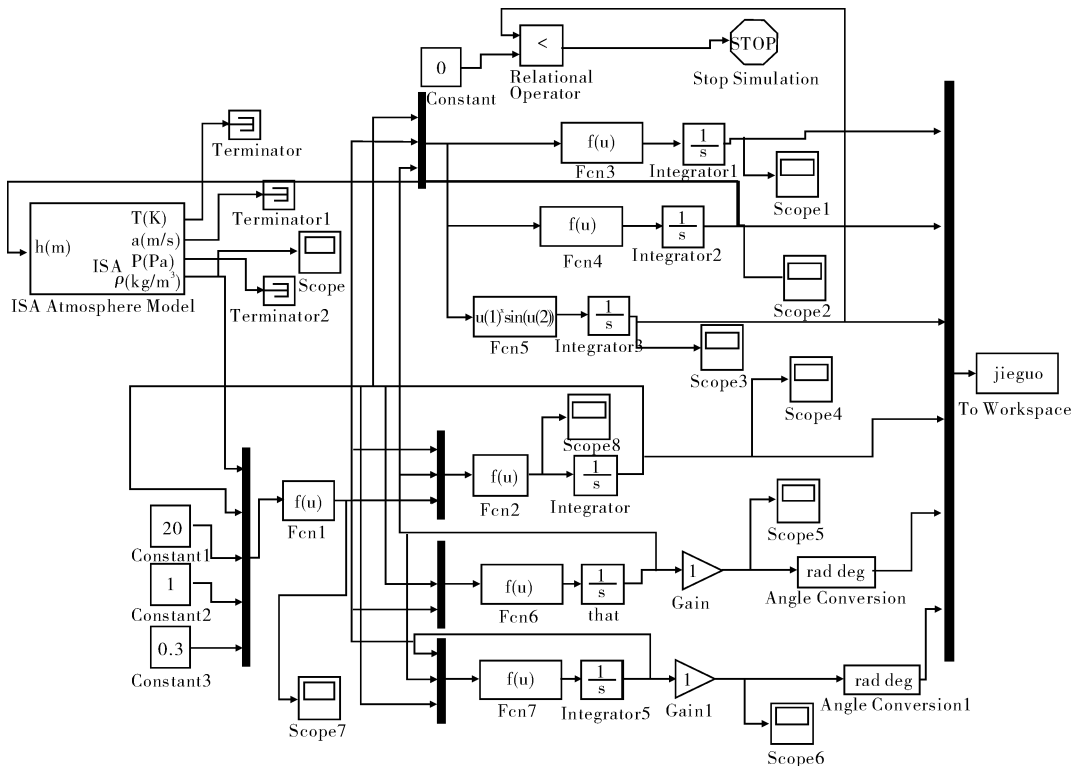 <
STOP
0
Relational
Operator
Stop Simulation
Constant
Terminator
f(u)
1
s
Fcn3
Integrator1
Scope1
T(K)
Terminator1
h(m)
a(m/s)
ISA
P(Pa)
ρ(kg/m³)
ISA Atmosphere Model
Scope
Terminator2
f(u)
1
s
Fcn4
Integrator2
Scope2
u(1)*sin(u(2))
1
s
Fcn5
Integrator3
Scope3
Scope4
jieguo
To Workspace
Scope8
f(u)
1
s
Fcn2
Integrator
f(u)
Fcn1
20
Constant1
1
Constant2
0.3
Constant3
Scope7
Scope5
f(u)
1
s
Fcn6
that
1
Gain
rad deg
Angle Conversion
f(u)
1
s
Fcn7
Integrator5
1
Gain1
rad deg
Angle Conversion1
Scope6